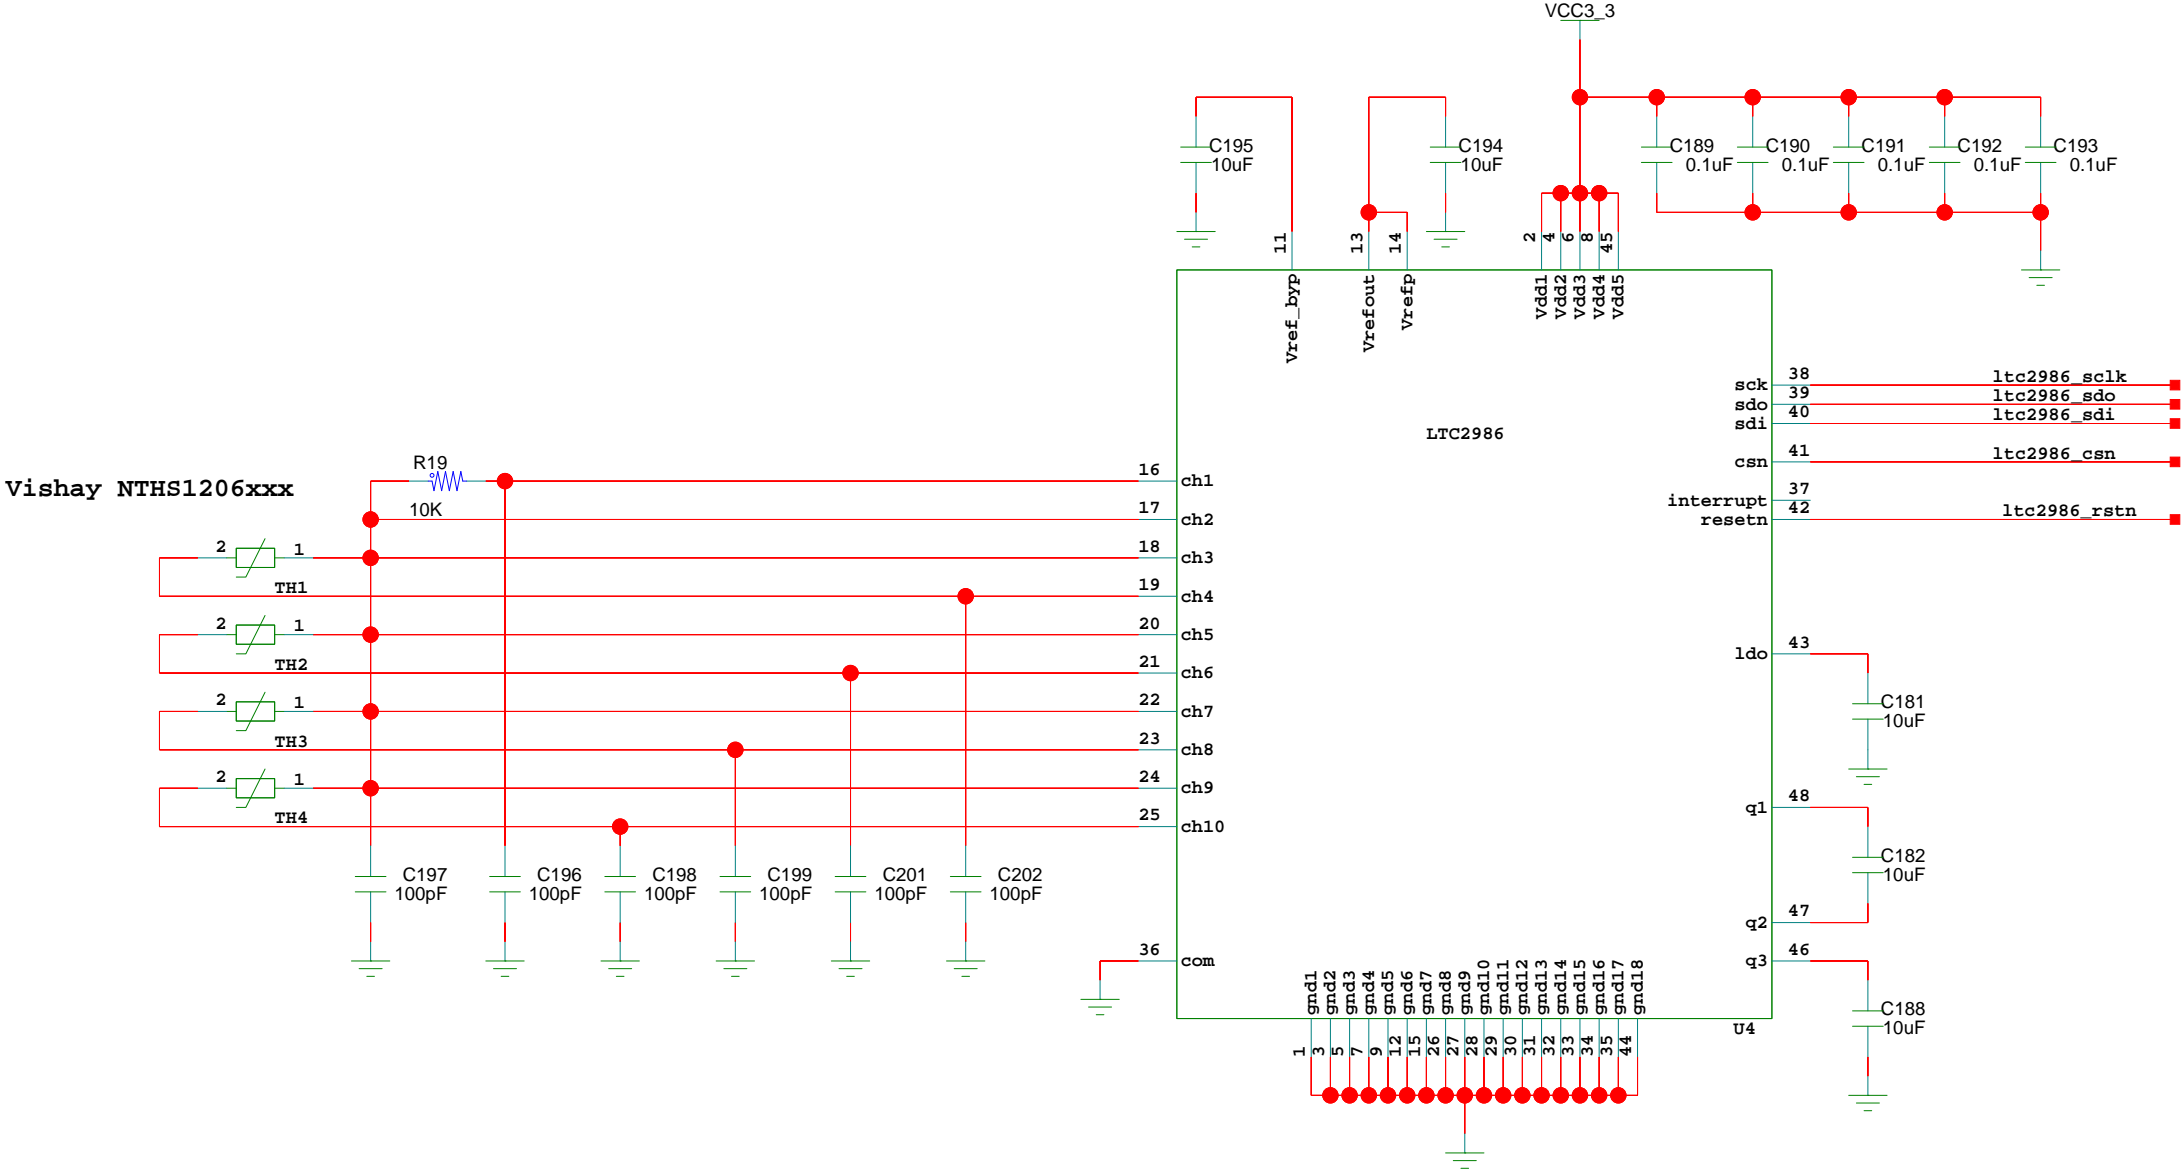 VCC3_3
C195
10uF
C194
10uF
C189
0.1uF
C190
0.1uF
C191
0.1uF
C192
0.1uF
C193
0.1uF
11
13
14
2
4
6
8
45
Vref_byp
Vrefout
Vrefp
Vdd1
Vdd2
Vdd3
Vdd4
Vdd5
LTC2986
sck
38
ltc2986_sclk
sdo
39
ltc2986_sdo
sdi
40
ltc2986_sdi
csn
41
ltc2986_csn
interrupt
37
resetn
42
ltc2986_rstn
Vishay NTHS1206xxx
R19
10K
16
ch1
17
ch2
2
1
18
ch3
TH1
19
ch4
2
1
20
ch5
TH2
21
ch6
2
1
22
ch7
TH3
23
ch8
2
1
24
ch9
TH4
25
ch10
ldo
43
C181
10uF
q1
48
C182
10uF
q2
47
q3
46
C188
10uF
C197
100pF
C196
100pF
C198
100pF
C199
100pF
C201
100pF
C202
100pF
36
com
gnd1
gnd2
gnd3
gnd4
gnd5
gnd6
gnd7
gnd8
gnd9
gnd10
gnd11
gnd12
gnd13
gnd14
gnd15
gnd16
gnd17
gnd18
U4
1
3
5
7
9
12
15
26
27
28
29
30
31
32
33
34
35
44